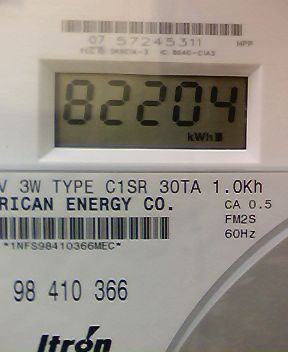 07 57245311 NPP
82204
kWh
V 3W TYPE C1SR 30TA 1.0Kh
RICAN ENERGY CO.
CA 0.5
FM2S
60Hz
*1NFS98410366MEC*
98 410 366
Itron